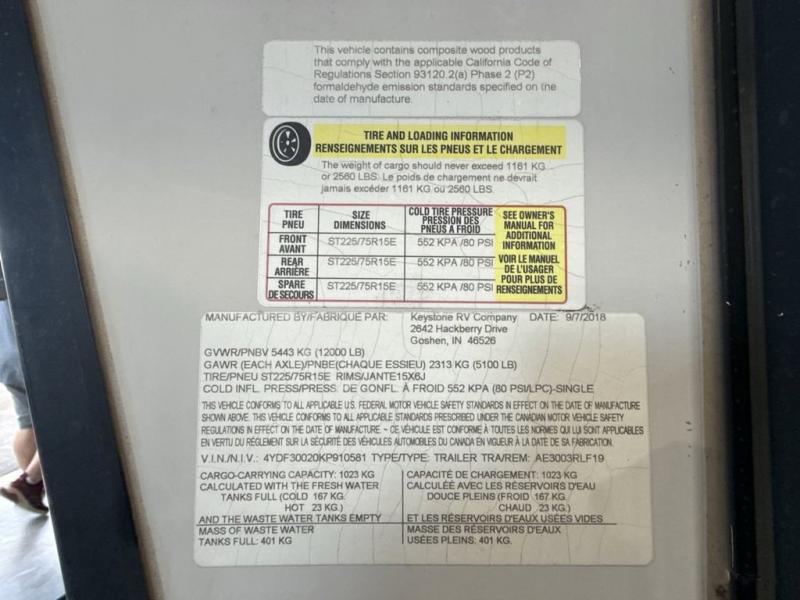 This vehicle contains composite wood products
that comply with the applicable California Code of
Regulations Section 93120.2(a) Phase 2 (P2)
formaldehyde emission standards specified on the
date of manufacture.
TIRE AND LOADING INFORMATION
RENSEIGNEMENTS SUR LES PNEUS ET LE CHARGEMENT
The weight of cargo should never exceed 1161 KG
or 2560 LBS. Le poids de chargement ne devrait
jamais excéder 1161 KG ou 2560 LBS.
TIRE PNEU SIZE DIMENSIONS COLD TIRE PRESSURE PRESSION DES PNEUS À FROID
FRONT AVANT ST225/75R15E 552 KPA /80 PSI
REAR ARRIÈRE ST225/75R15E 552 KPA /80 PSI
SPARE DE SECOURS ST225/75R15E 552 KPA /80 PSI
SEE OWNER'S
MANUAL FOR
ADDITIONAL
INFORMATION
VOIR LE MANUEL
DE L'USAGER
POUR PLUS DE
RENSEIGNEMENTS
MANUFACTURED BY/FABRIQUÉ PAR: Keystone RV Company DATE: 9/7/2018
2642 Hackberry Drive
Goshen, IN 46526
GVWR/PNBV 5443 KG (12000 LB)
GAWR (EACH AXLE)/PNBE(CHAQUE ESSIEU) 2313 KG (5100 LB)
TIRE/PNEU ST225/75R15E RIMS/JANTE15X6J
COLD INFL. PRESS/PRESS. DE GONFL. À FROID 552 KPA (80 PSI/LPC)-SINGLE
THIS VEHICLE CONFORMS TO ALL APPLICABLE U.S. FEDERAL MOTOR VEHICLE SAFETY STANDARDS IN EFFECT ON THE DATE OF MANUFACTURE
SHOWN ABOVE. THIS VEHICLE CONFORMS TO ALL APPLICABLE STANDARDS PRESCRIBED UNDER THE CANADIAN MOTOR VEHICLE SAFETY
REGULATIONS IN EFFECT ON THE DATE OF MANUFACTURE. ~ CE VÉHICULE EST CONFORME À TOUTES LES NORMES QUI LUI SONT APPLICABLES
EN VERTU DU RÉGLEMENT SUR LA SÉCURITÉ DES VÉHICULES AUTOMOBILES DU CANADA EN VIGUEUR À LA DATE DE SA FABRICATION.
V.I.N./N.I.V.: 4YDF30020KP910581 TYPE/TYPE: TRAILER TRA/REM: AE3003RLF19
CARGO-CARRYING CAPACITY: 1023 KG
CALCULATED WITH THE FRESH WATER
TANKS FULL (COLD 167 KG.
HOT 23 KG.)
AND THE WASTE WATER TANKS EMPTY
MASS OF WASTE WATER
TANKS FULL: 401 KG
CAPACITÉ DE CHARGEMENT: 1023 KG
CALCULÉE AVEC LES RÉSERVOIRS D'EAU
DOUCE PLEINS (FROID 167 KG.
CHAUD 23 KG.)
ET LES RÉSERVOIRS D'EAUX USÉES VIDES
MASSE DES RÉSERVOIRS D'EAUX
USÉES PLEINS: 401 KG.